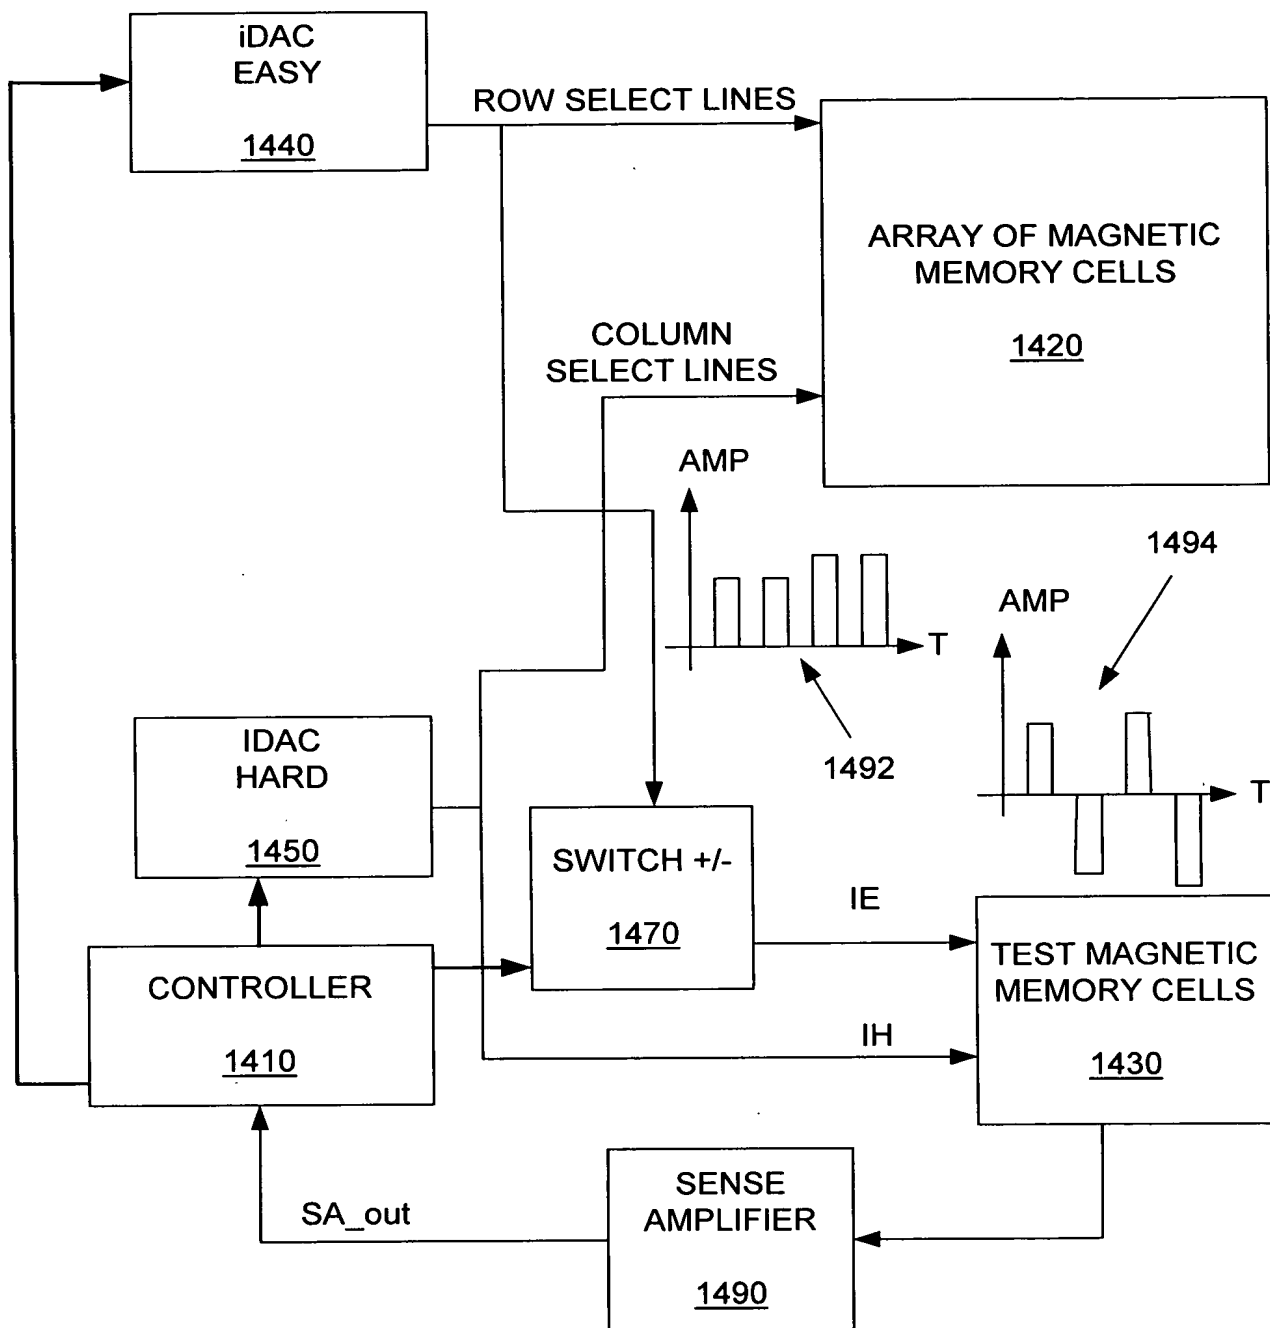 iDAC
EASY
1440
ROW SELECT LINES
ARRAY OF MAGNETIC
MEMORY CELLS
1420
COLUMN
SELECT LINES
AMP
T
1492
1494
AMP
T
IDAC
HARD
1450
SWITCH +/-
1470
IE
TEST MAGNETIC
MEMORY CELLS
1430
CONTROLLER
1410
IH
SA_out
SENSE
AMPLIFIER
1490